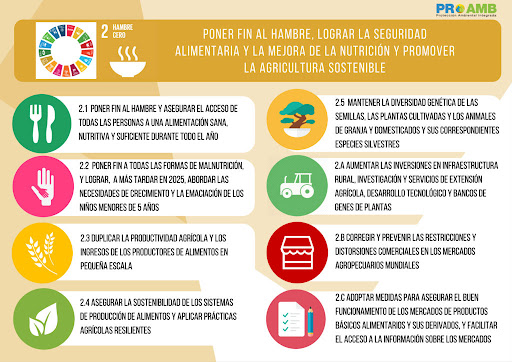 PROAMB
Protección Ambiental Integrada
2 HAMBRE
CERO
PONER FIN AL HAMBRE, LOGRAR LA SEGURIDAD
ALIMENTARIA Y LA MEJORA DE LA NUTRICIÓN Y PROMOVER
LA AGRICULTURA SOSTENIBLE
2.1 PONER FIN AL HAMBRE Y ASEGURAR EL ACCESO DE
TODAS LAS PERSONAS A UNA ALIMENTACIÓN SANA,
NUTRITIVA Y SUFICIENTE DURANTE TODO EL AÑO
2.2 PONER FIN A TODAS LAS FORMAS DE MALNUTRICIÓN,
Y LOGRAR, A MÁS TARDAR EN 2025, ABORDAR LAS
NECESIDADES DE CRECIMIENTO Y LA EMACIACIÓN DE LOS
NIÑOS MENORES DE 5 AÑOS
2.3 DUPLICAR LA PRODUCTIVIDAD AGRÍCOLA Y LOS
INGRESOS DE LOS PRODUCTORES DE ALIMENTOS EN
PEQUEÑA ESCALA
2.4 ASEGURAR LA SOSTENIBILIDAD DE LOS SISTEMAS
DE PRODUCCIÓN DE ALIMENTOS Y APLICAR PRÁCTICAS
AGRÍCOLAS RESILIENTES
2.5 MANTENER LA DIVERSIDAD GENÉTICA DE LAS
SEMILLAS, LAS PLANTAS CULTIVADAS Y LOS ANIMALES
DE GRANJA Y DOMESTICADOS Y SUS CORRESPONDIENTES
ESPECIES SILVESTRES
2.A AUMENTAR LAS INVERSIONES EN INFRAESTRUCTURA
RURAL, INVESTIGACIÓN Y SERVICIOS DE EXTENSIÓN
AGRÍCOLA, DESARROLLO TECNOLÓGICO Y BANCOS DE
GENES DE PLANTAS
2.B CORREGIR Y PREVENIR LAS RESTRICCIONES Y
DISTORSIONES COMERCIALES EN LOS MERCADOS
AGROPECUARIOS MUNDIALES
2.C ADOPTAR MEDIDAS PARA ASEGURAR EL BUEN
FUNCIONAMIENTO DE LOS MERCADOS DE PRODUCTOS
BÁSICOS ALIMENTARIOS Y SUS DERIVADOS, Y FACILITAR
EL ACCESO A LA INFORMACIÓN SOBRE LOS MERCADOS